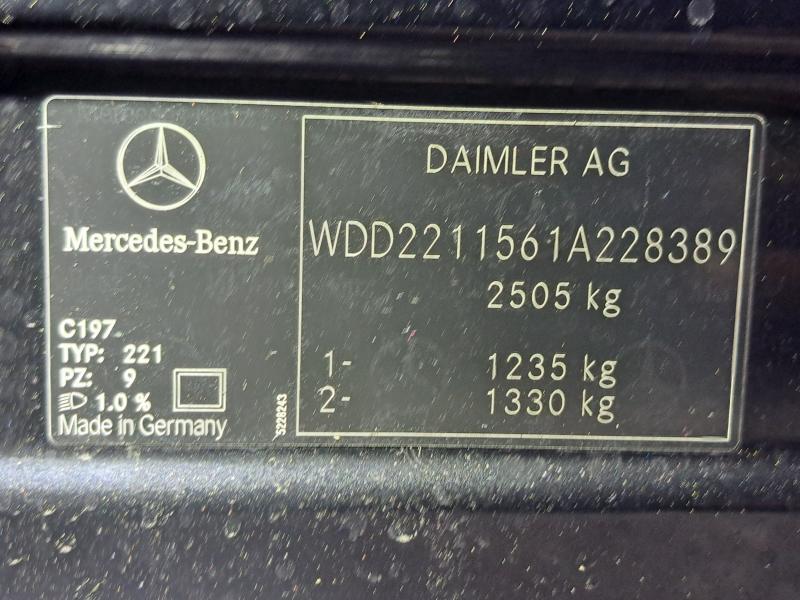 Mercedes-Benz
C197
TYP: 221
PZ: 9
1.0 %
Made in Germany
S228243
DAIMLER AG
WDD2211561A228389
2505 kg
1- 1235 kg
2- 1330 kg